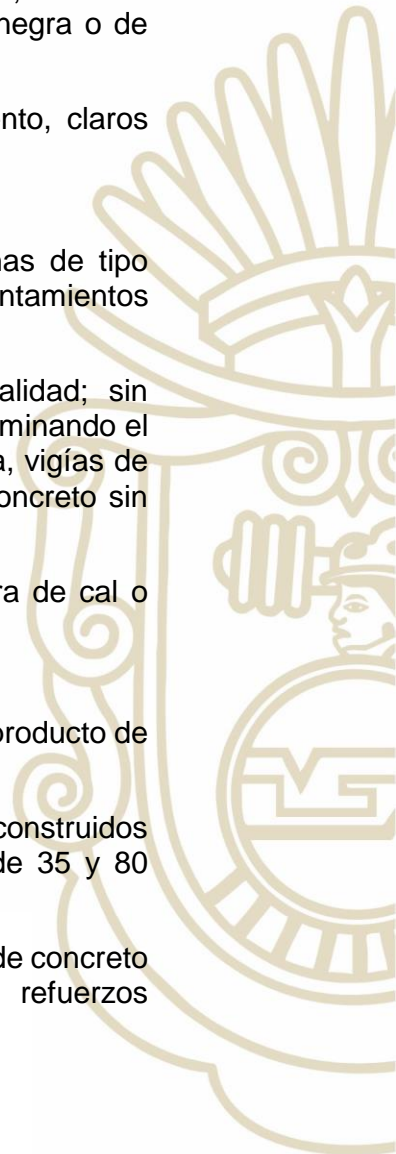 negra o de
nto, claros
as de tipo
ntamientos
alidad; sin
minando el
a, vigías de
oncreto sin
ra de cal o
producto de
construidos
de 35 y 80
de concreto
refuerzos